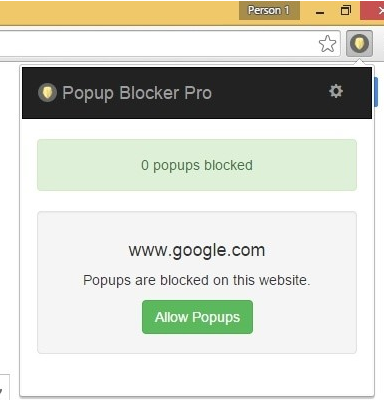 Person 1
Popup Blocker Pro
0 popups blocked
www.google.com
Popups are blocked on this website.
Allow Popups